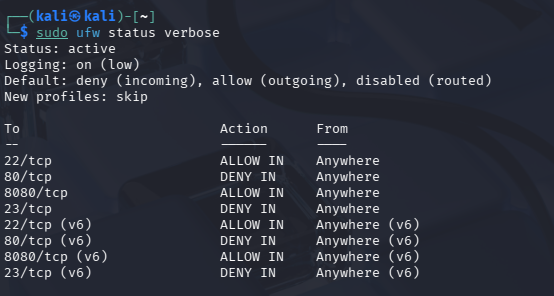 ┌──(kali㉿kali)-[~]
└─$ sudo ufw status verbose
Status: active
Logging: on (low)
Default: deny (incoming), allow (outgoing), disabled (routed)
New profiles: skip

To                         Action      From
--                         ------      ----
22/tcp                     ALLOW IN    Anywhere
80/tcp                     DENY IN     Anywhere
8080/tcp                   ALLOW IN    Anywhere
23/tcp                     DENY IN     Anywhere
22/tcp (v6)                ALLOW IN    Anywhere (v6)
80/tcp (v6)                DENY IN     Anywhere (v6)
8080/tcp (v6)              ALLOW IN    Anywhere (v6)
23/tcp (v6)                DENY IN     Anywhere (v6)